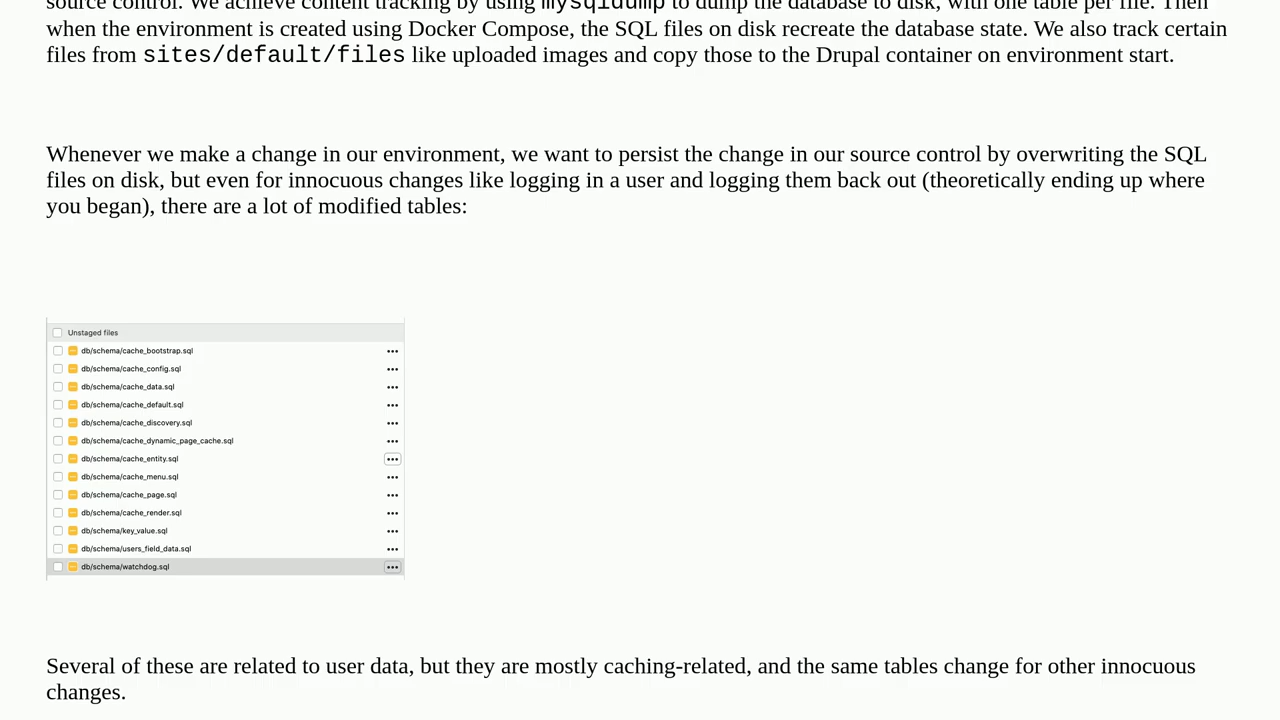 source control. We achieve content tracking by using mysqldump to dump the database to disk, with one table per file. Then
when the environment is created using Docker Compose, the SQL files on disk recreate the database state. We also track certain
files from sites/default/files like uploaded images and copy those to the Drupal container on environment start.
Whenever we make a change in our environment, we want to persist the change in our source control by overwriting the SQL
files on disk, but even for innocuous changes like logging in a user and logging them back out (theoretically ending up where
you began), there are a lot of modified tables:
Unstaged files
db/schema/cache_bootstrap.sql
db/schema/cache_config.sql
db/schema/cache_data.sql
db/schema/cache_default.sql
db/schema/cache_discovery.sql
db/schema/cache_dynamic_page_cache.sql
db/schema/cache_entity.sql
db/schema/cache_menu.sql
db/schema/cache_page.sql
db/schema/cache_render.sql
db/schema/key_value.sql
db/schema/users_field_data.sql
db/schema/watchdog.sql
Several of these are related to user data, but they are mostly caching-related, and the same tables change for other innocuous
changes.